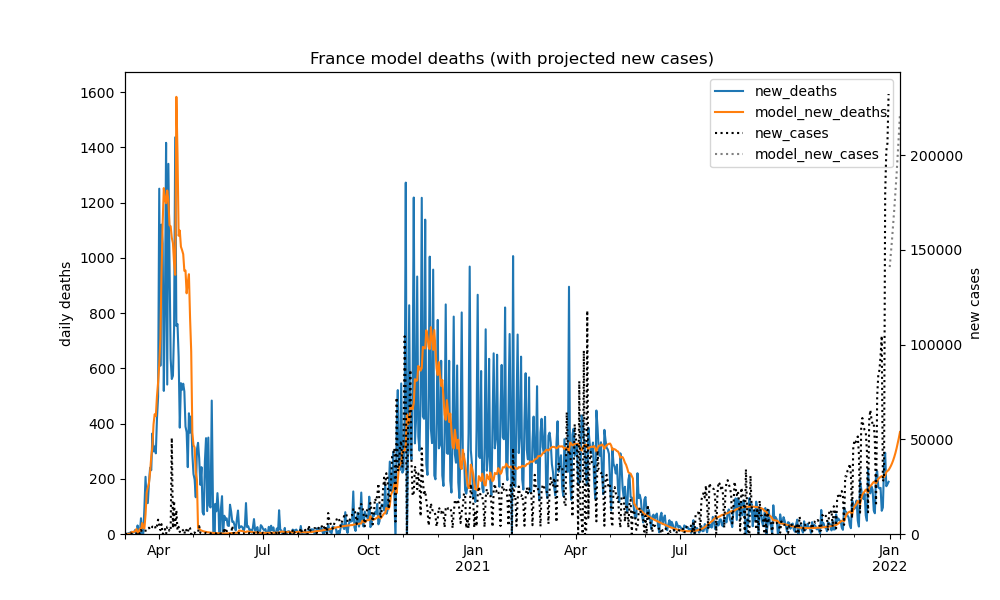 France model deaths (with projected new cases)
new_deaths
model_new_deaths
new_cases
model_new_cases
1600
1400
1200
1000
800
600
400
200
0
daily deaths
200000
150000
100000
50000
0
new cases
Apr Jul Oct Jan Apr Jul Oct Jan
2021 2022